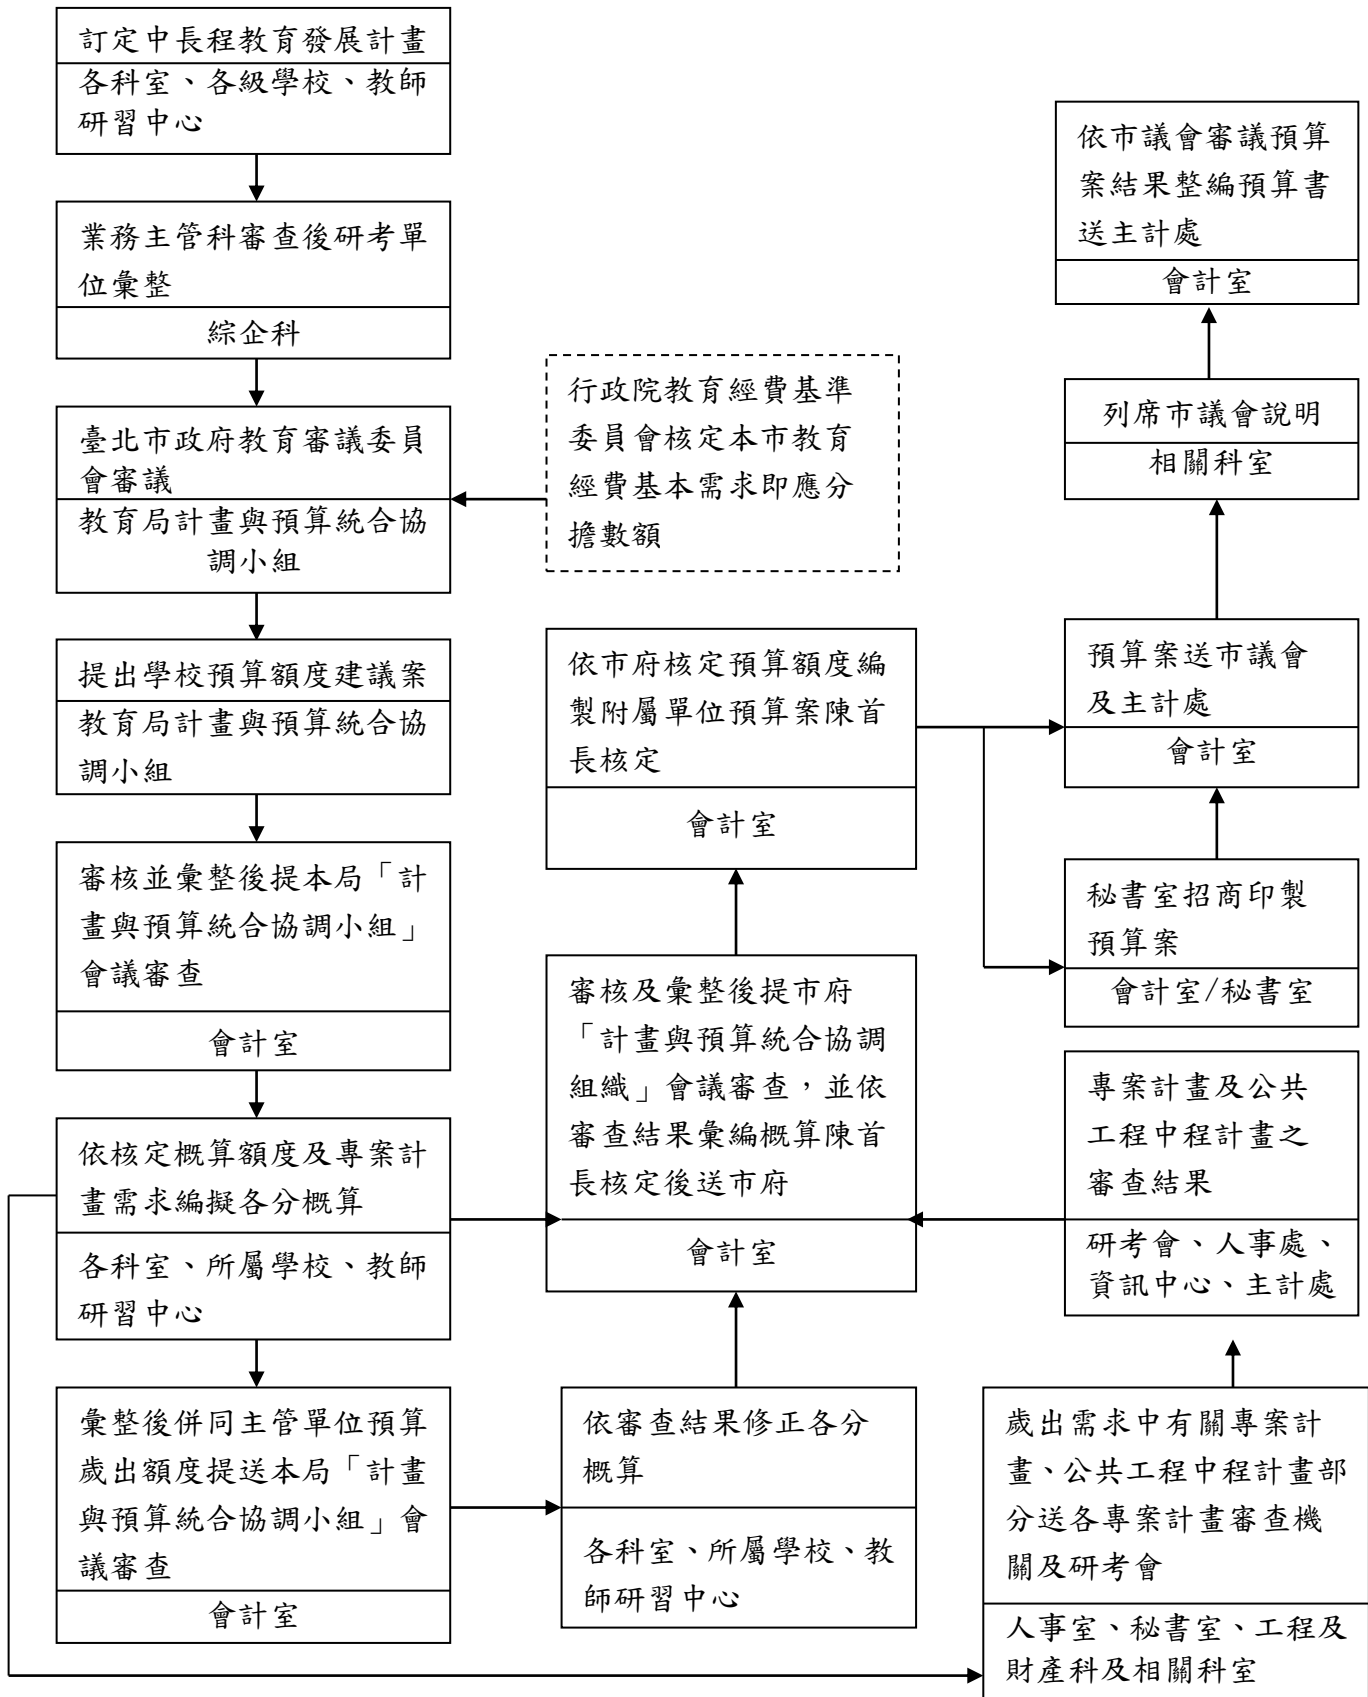 訂定中長程教育發展計畫
各科室、各級學校、教師
研習中心
業務主管科審查後研考單
位彙整
綜企科
臺北市政府教育審議委員
會審議
教育局計畫與預算統合協
調小組
行政院教育經費基準
委員會核定本市教育
經費基本需求即應分
擔數額
提出學校預算額度建議案
教育局計畫與預算統合協
調小組
審核並彙整後提本局「計
畫與預算統合協調小組」
會議審查
會計室
依核定概算額度及專案計
畫需求編擬各分概算
各科室、所屬學校、教師
研習中心
彙整後併同主管單位預算
歲出額度提送本局「計畫
與預算統合協調小組」會
議審查
會計室
依審查結果修正各分
概算
各科室、所屬學校、教
師研習中心
歲出需求中有關專案計
畫、公共工程中程計畫部
分送各專案計畫審查機
關及研考會
人事室、秘書室、工程及
財產科及相關科室
專案計畫及公共
工程中程計畫之
審查結果
研考會、人事處、
資訊中心、主計處
審核及彙整後提市府
「計畫與預算統合協調
組織」會議審查，並依
審查結果彙編概算陳首
長核定後送市府
會計室
依市府核定預算額度編
製附屬單位預算案陳首
長核定
會計室
秘書室招商印製
預算案
會計室/秘書室
預算案送市議會
及主計處
會計室
列席市議會說明
相關科室
依市議會審議預算
案結果整編預算書
送主計處
會計室